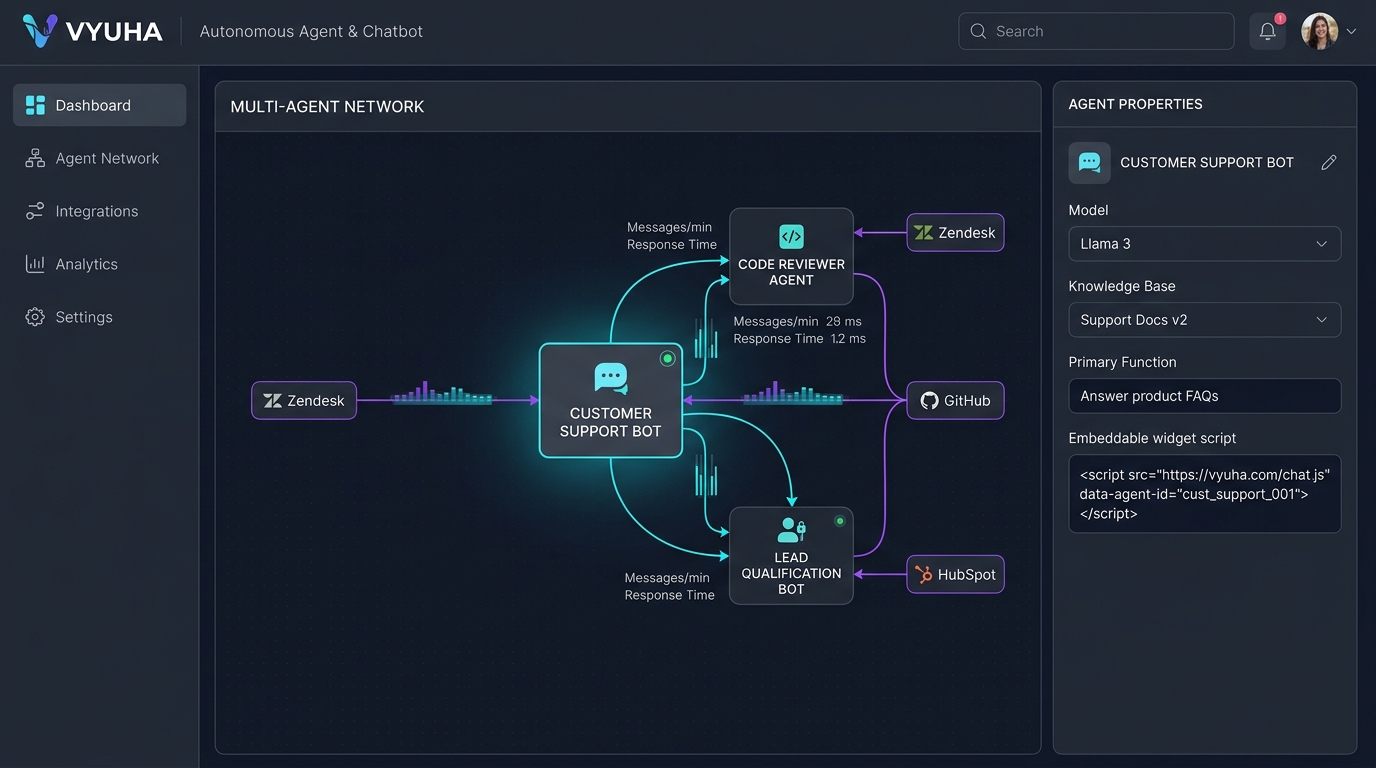 VYUHA
Autonomous Agent & Chatbot
Search
1
Dashboard
Agent Network
Integrations
Analytics
Settings
MULTI-AGENT NETWORK
Messages/min
Response Time
CODE REVIEWER
AGENT
Zendesk
Messages/min 29 ms
Response Time 1.2 ms
Zendesk
CUSTOMER
SUPPORT BOT
GitHub
LEAD
QUALIFICATION
BOT
HubSpot
Messages/min
Response Time
AGENT PROPERTIES
CUSTOMER SUPPORT BOT
Model
Llama 3
Knowledge Base
Support Docs v2
Primary Function
Answer product FAQs
Embeddable widget script
<script src="https://vyuha.com/chat.js"
data-agent-id="cust_support_001">
</script>